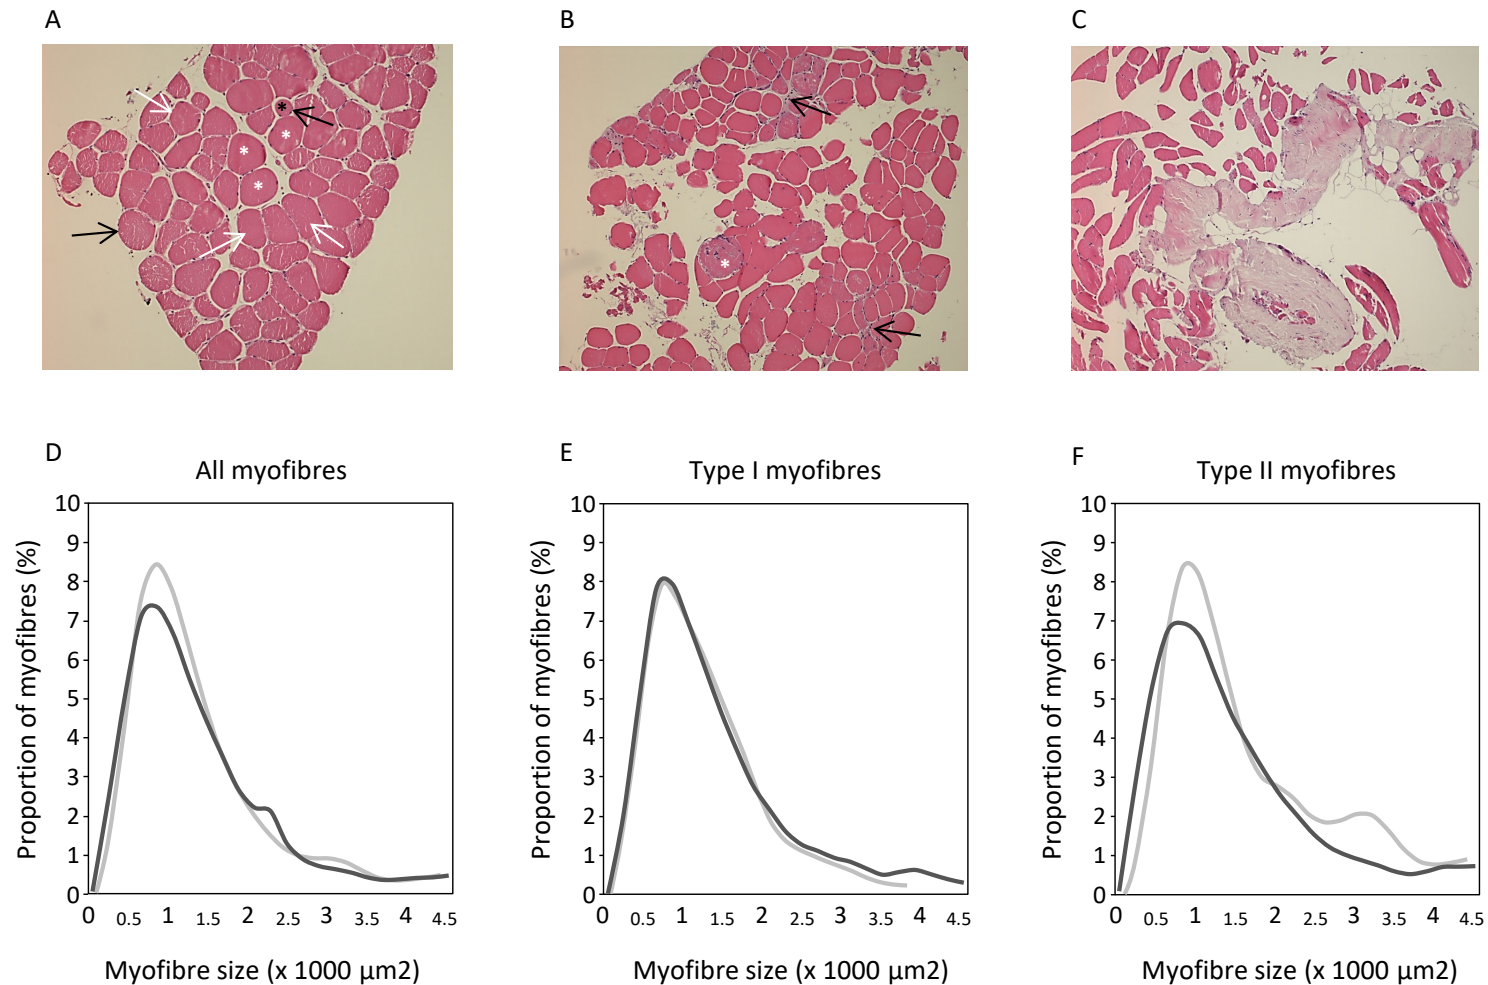 A
B
C
*
*
*
*
*
D
All myofibres
10
9
8
7
6
5
4
3
2
1
0
0 0.5 1 1.5 2 2.5 3 3.5 4 4.5
Proportion of myofibres (%)
Myofibre size (x 1000 µm2)
E
Type I myofibres
10
9
8
7
6
5
4
3
2
1
0
0 0.5 1 1.5 2 2.5 3 3.5 4 4.5
Proportion of myofibres (%)
Myofibre size (x 1000 µm2)
F
Type II myofibres
10
9
8
7
6
5
4
3
2
1
0
0 0.5 1 1.5 2 2.5 3 3.5 4 4.5
Proportion of myofibres (%)
Myofibre size (x 1000 µm2)